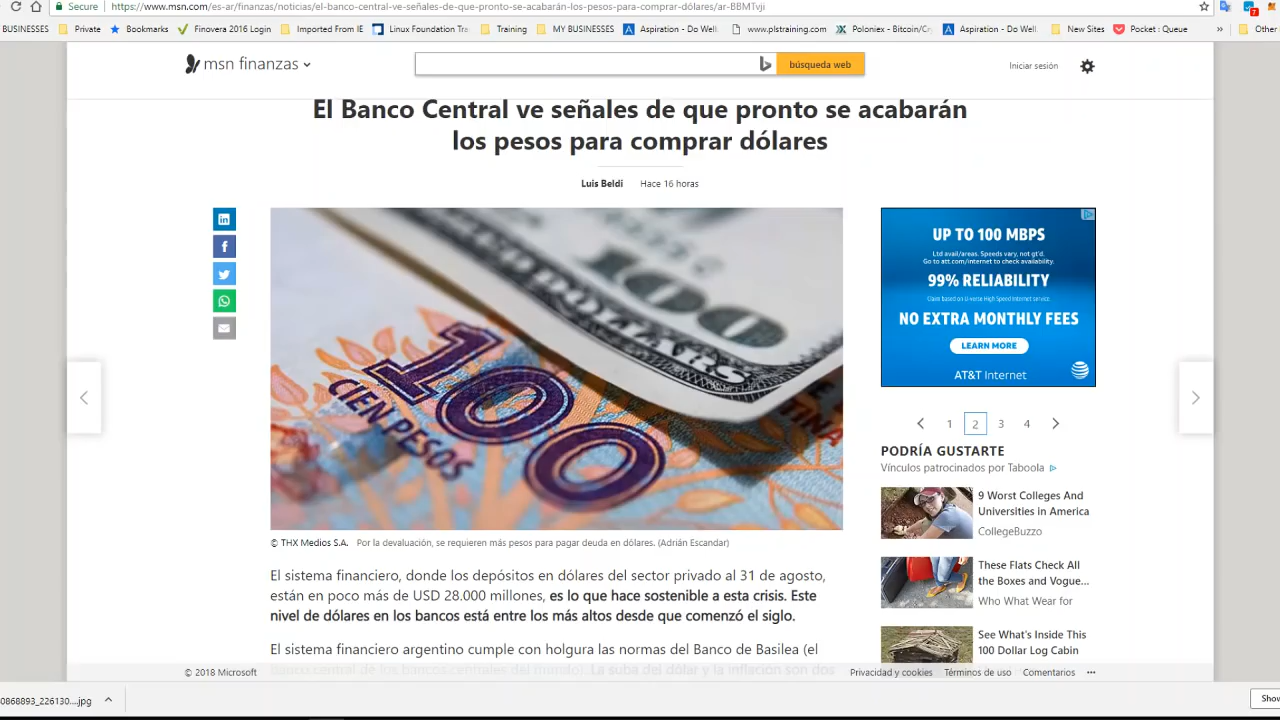 Secure
https://www.msn.com/es-ar/finanzas/noticias/el-banco-central-ve-señales-de-que-pronto-se-acabarán-los-pesos-para-comprar-dólares/ar-BBMTvji
BUSINESSES Private Bookmarks Finovera 2016 Login Imported From IE Linux Foundation Tra Training MY BUSINESSES Aspiration - Do Well. www.plstraining.com Poloniex - Bitcoin/Cry Aspiration - Do Well. New Sites Pocket : Queue » Other
msn finanzas
búsqueda web
Iniciar sesión
El Banco Central ve señales de que pronto se acabarán
los pesos para comprar dólares
Luis Beldi Hace 16 horas
100
DOLLARS
100
CIEN PESOS
© THX Medios S.A. Por la devaluación, se requieren más pesos para pagar deuda en dólares. (Adrián Escandar)
El sistema financiero, donde los depósitos en dólares del sector privado al 31 de agosto,
están en poco más de USD 28.000 millones, es lo que hace sostenible a esta crisis. Este
nivel de dólares en los bancos está entre los más altos desde que comenzó el siglo.
El sistema financiero argentino cumple con holgura las normas del Banco de Basilea (el
banco central de los bancos centrales del mundo). La suba del dólar y la inflación son dos
UP TO 100 MBPS
Ltd avail/areas. Speeds vary, not gt'd.
Go to att.com/internet to check availability.
99% RELIABILITY
Claim based on U-verse High Speed Internet service
NO EXTRA MONTHLY FEES
LEARN MORE
AT&T Internet
1 2 3 4
PODRÍA GUSTARTE
Vínculos patrocinados por Taboola
9 Worst Colleges And
Universities in America
CollegeBuzzo
These Flats Check All
the Boxes and Vogue...
Who What Wear for
See What's Inside This
100 Dollar Log Cabin
© 2018 Microsoft
Privacidad y cookies Términos de uso Comentarios ...
0868893_226130....jpg
Show